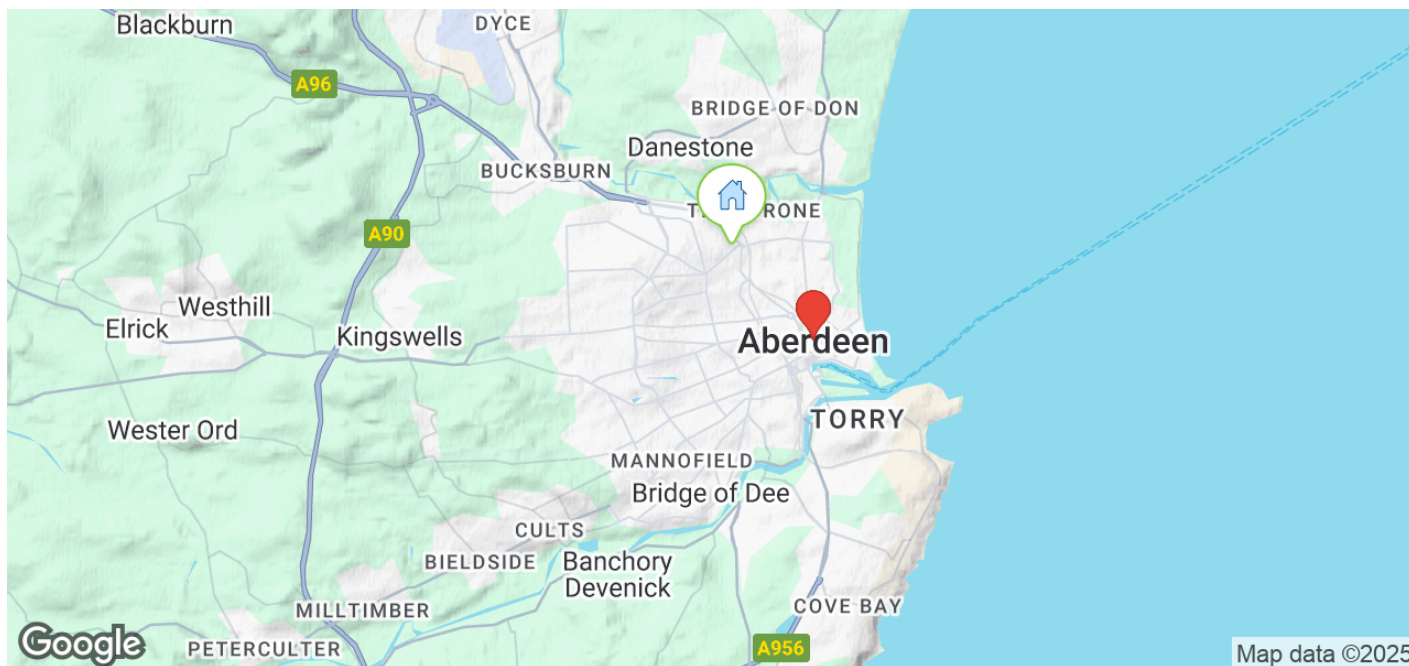 Blackburn
DYCE
A96
BRIDGE OF DON
Danestone
BUCKSBURN
A90
Westhill
Elrick
Kingswells
Aberdeen
Wester Ord
TORRY
MANNOFIELD
Bridge of Dee
CULTS
BIELDSIDE
Banchory
Devenick
MILLTIMBER
COVE BAY
PETERCULTER
A956
Google
Map data ©2025